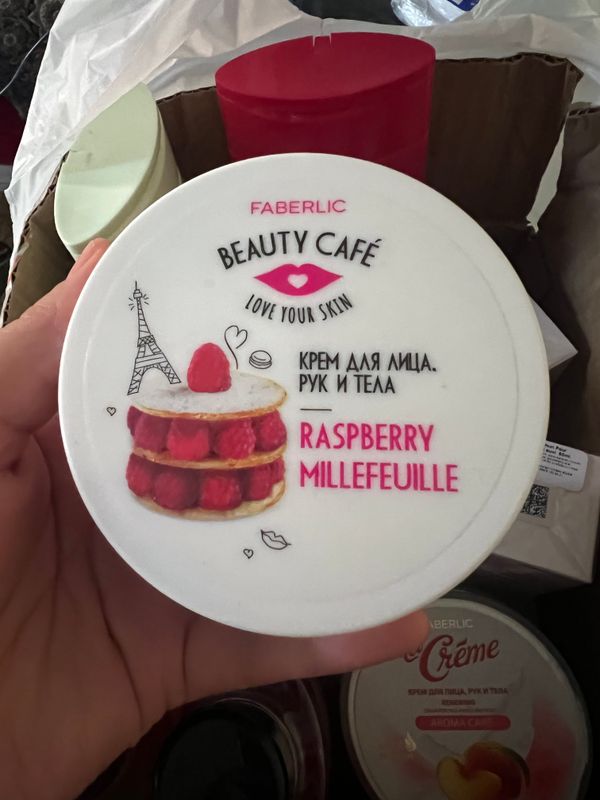 FABERLIC
BEAUTY CAFÉ
LOVE YOUR SKIN
КРЕМ ДЛЯ ЛИЦА,
РУК И ТЕЛА
RASPBERRY
MILLEFEUILLE
FABERLIC
Crème
КРЕМ ДЛЯ ЛИЦА, РУК И ТЕЛА
AROMA CARE